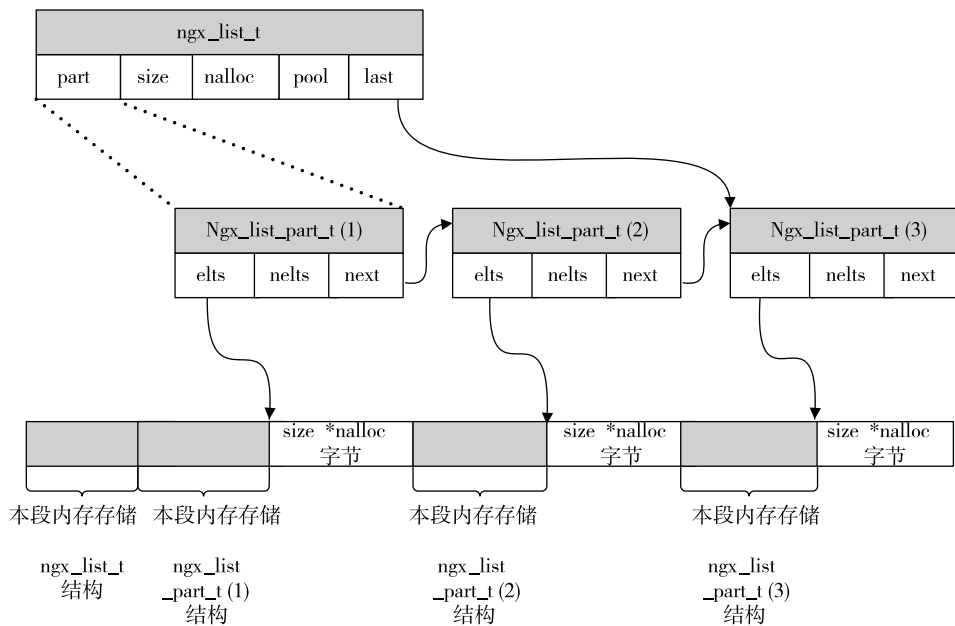 ngx_list_t
part size nalloc pool last
Ngx_list_part_t (1) Ngx_list_part_t (2) Ngx_list_part_t (3)
elts nelts next elts nelts next elts nelts next
size *nalloc size *nalloc size *nalloc
字节 字节 字节
本段内存存储 本段内存存储 本段内存存储 本段内存存储
ngx_list_t ngx_list ngx_list ngx_list
结构 _part_t (1) _part_t (2) _part_t (3)
结构 结构 结构